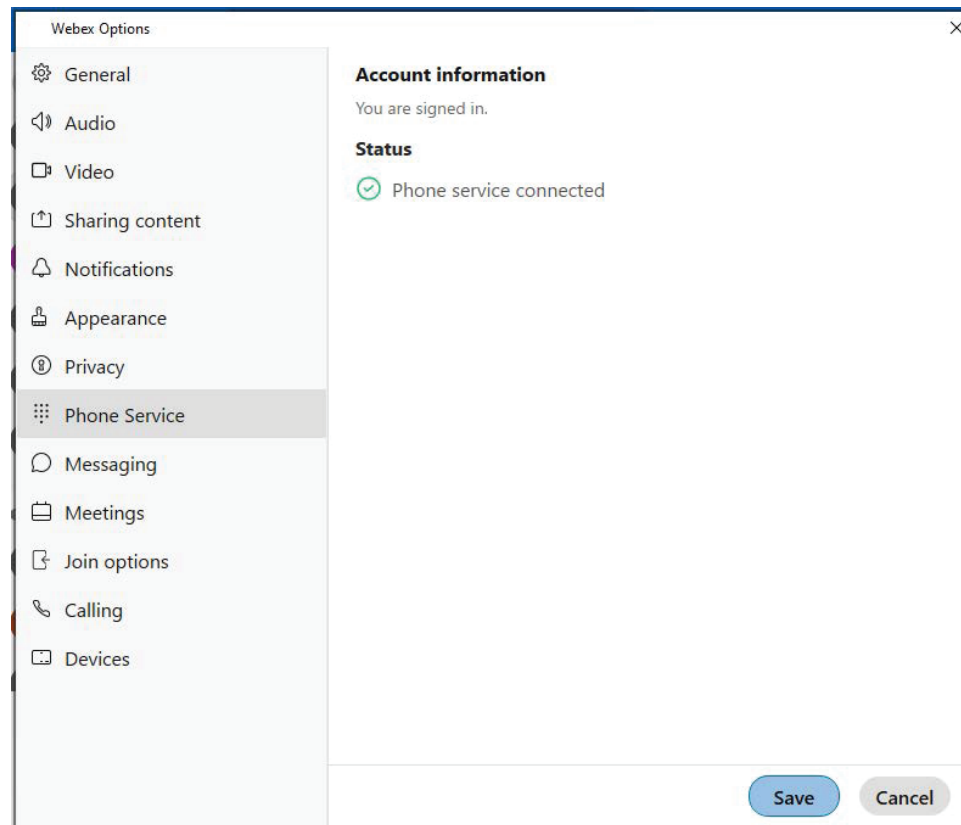 Webex Options
General
Audio
Video
Sharing content
Notifications
Appearance
Privacy
Phone Service
Messaging
Meetings
Join options
Calling
Devices
Account information
You are signed in.
Status
Phone service connected
Save
Cancel